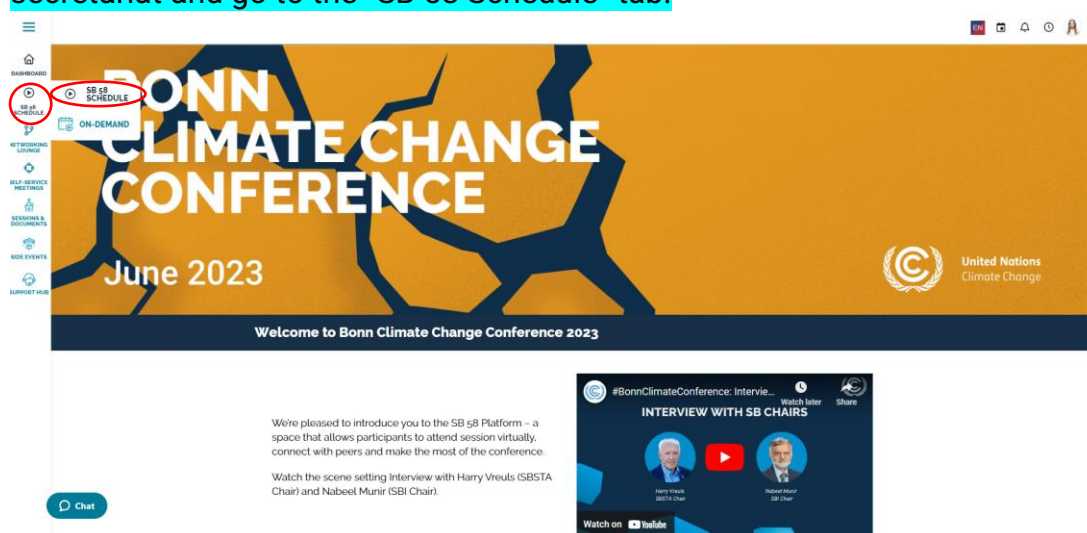 secretariat and go to the "SB 58 Schedule" tab.
EN
DASHBOARD
SB 58
SCHEDULE
SB 58
SCHEDULE
ON-DEMAND
NETWORKING
LOUNGE
SELF-SERVICE
MEETINGS
SESSIONS &
DOCUMENTS
SIDE EVENTS
SUPPORT HUB
BONN
CLIMATE CHANGE
CONFERENCE
June 2023
United Nations
Climate Change
Welcome to Bonn Climate Change Conference 2023
We're pleased to introduce you to the SB 58 Platform – a
space that allows participants to attend session virtually,
connect with peers and make the most of the conference.
Watch the scene setting Interview with Harry Vreuls (SBSTA
Chair) and Nabeel Munir (SBI Chair).
#BonnClimateConference: Intervie...
Watch later
Share
INTERVIEW WITH SB CHAIRS
Harry Vreuls
SBSTA Chair
Nabeel Munir
SBI Chair
Watch on YouTube
Chat